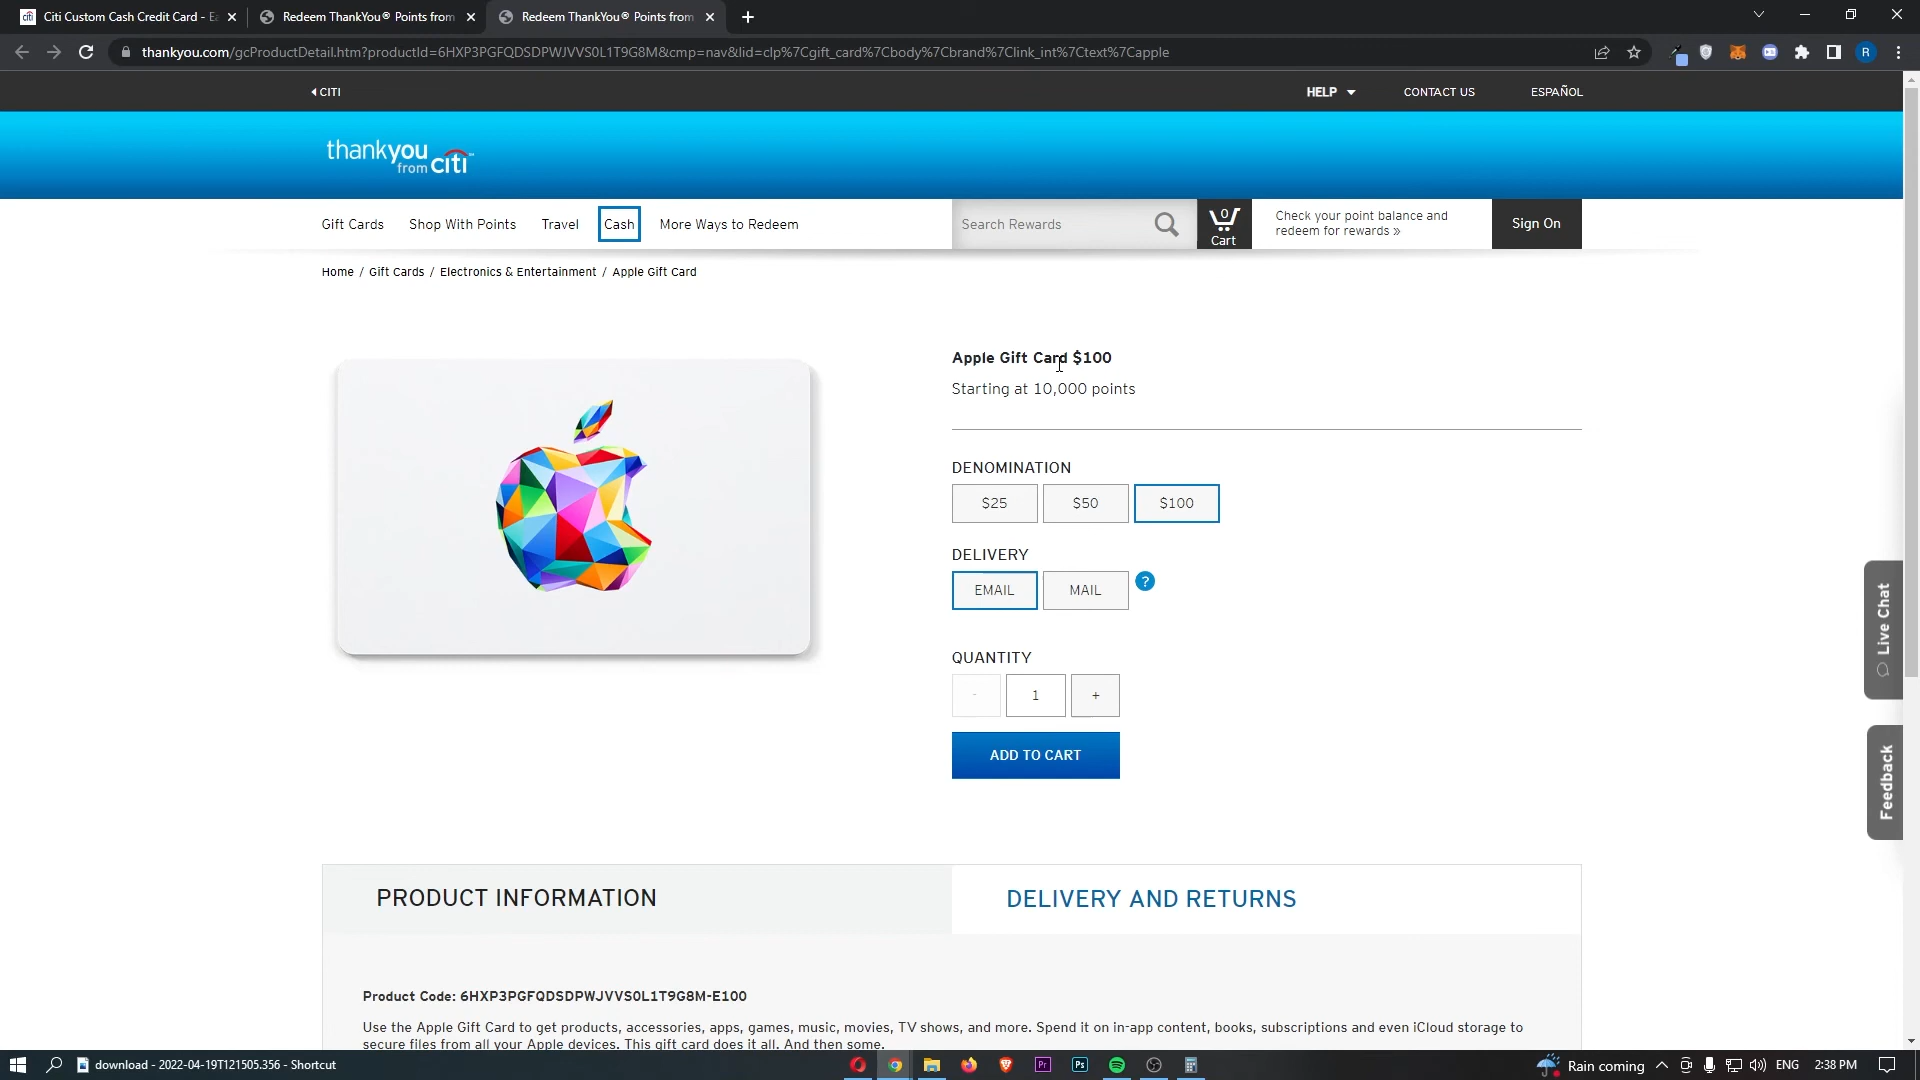 Citi Custom Cash Credit Card - Ea
Redeem ThankYou® Points from
Redeem ThankYou® Points from
thankyou.com/gcProductDetail.htm?productId=6HXP3PGFQDSDPWJVVS0L1T9G8M&cmp=nav&lid=clp%7Cgift_card%7Cbody%7Cbrand%7Clink_int%7Ctext%7Capple
R
CITI
HELP
CONTACT US
ESPAÑOL
thankyou
from citi
Gift Cards
Shop With Points
Travel
Cash
More Ways to Redeem
Search Rewards
0
Cart
Check your point balance and
redeem for rewards »
Sign On
Home / Gift Cards / Electronics & Entertainment / Apple Gift Card
Apple Gift Card $100
Starting at 10,000 points
DENOMINATION
$25
$50
$100
DELIVERY
EMAIL
MAIL
?
QUANTITY
-
1
+
ADD TO CART
Live Chat
Feedback
PRODUCT INFORMATION
DELIVERY AND RETURNS
Product Code: 6HXP3PGFQDSDPWJVVS0L1T9G8M-E100
Use the Apple Gift Card to get products, accessories, apps, games, music, movies, TV shows, and more. Spend it on in-app content, books, subscriptions and even iCloud storage to
secure files from all your Apple devices. This gift card does it all. And then some.
download - 2022-04-19T121505.356 - Shortcut
Pr
Ps
Rain coming
ENG
2:38 PM